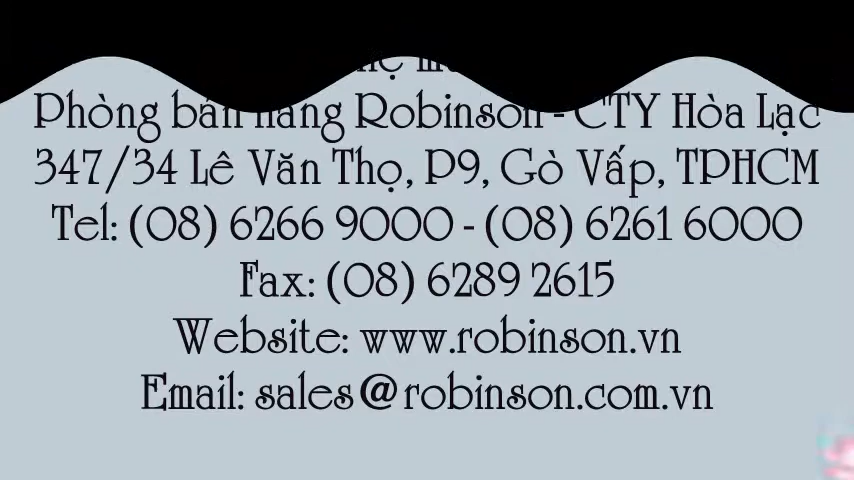 Phòng bán hàng Robinson - CTY Hòa Lạc
347/34 Lê Văn Thọ, P9, Gò Vấp, TPHCM
Tel: (08) 6266 9000 - (08) 6261 6000
Fax: (08) 6289 2615
Website: www.robinson.vn
Email: sales@robinson.com.vn